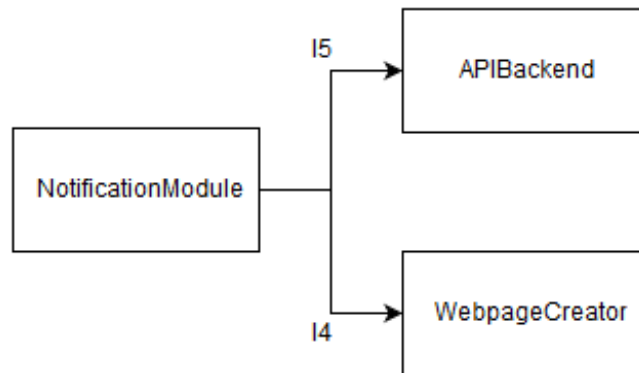 I5
APIBackend
NotificationModule
WebpageCreator
I4